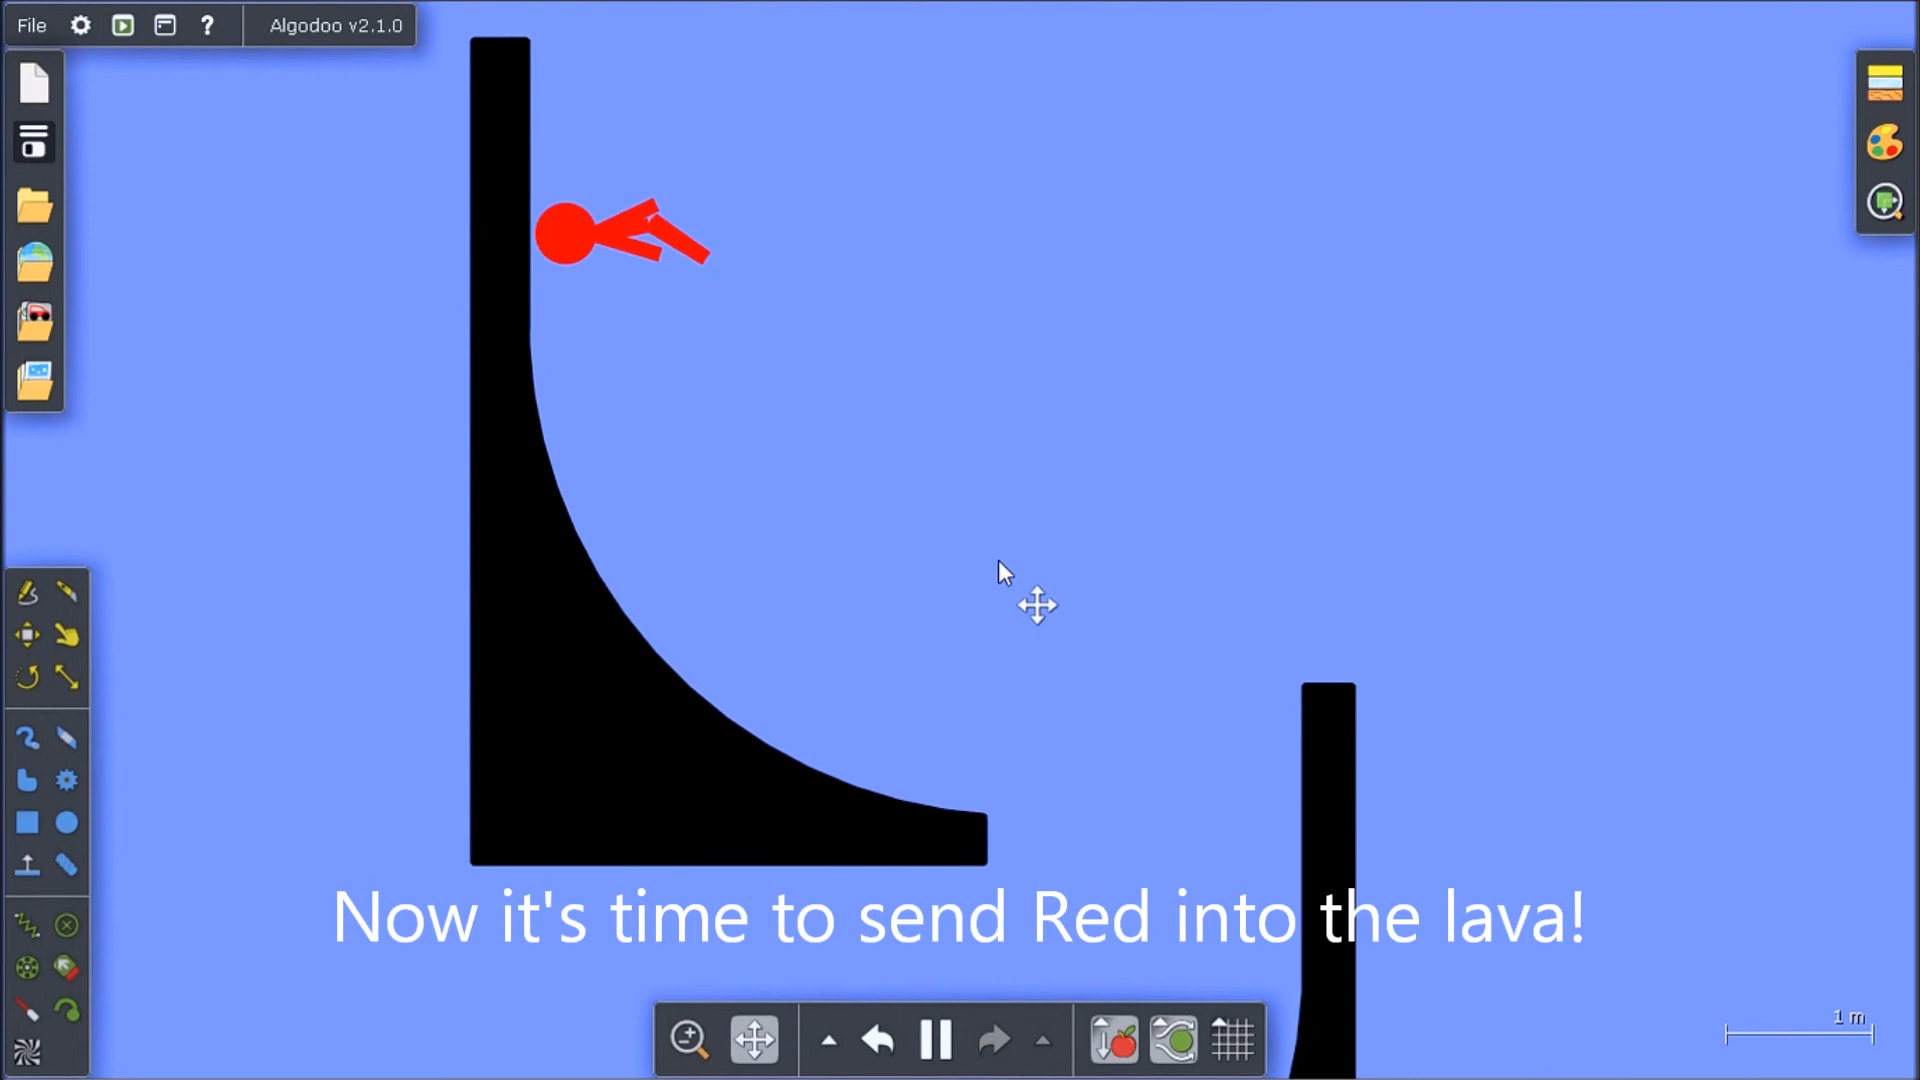 File
?
Algodoo v2.1.0
Now it's time to send Red into the lava!
1 m